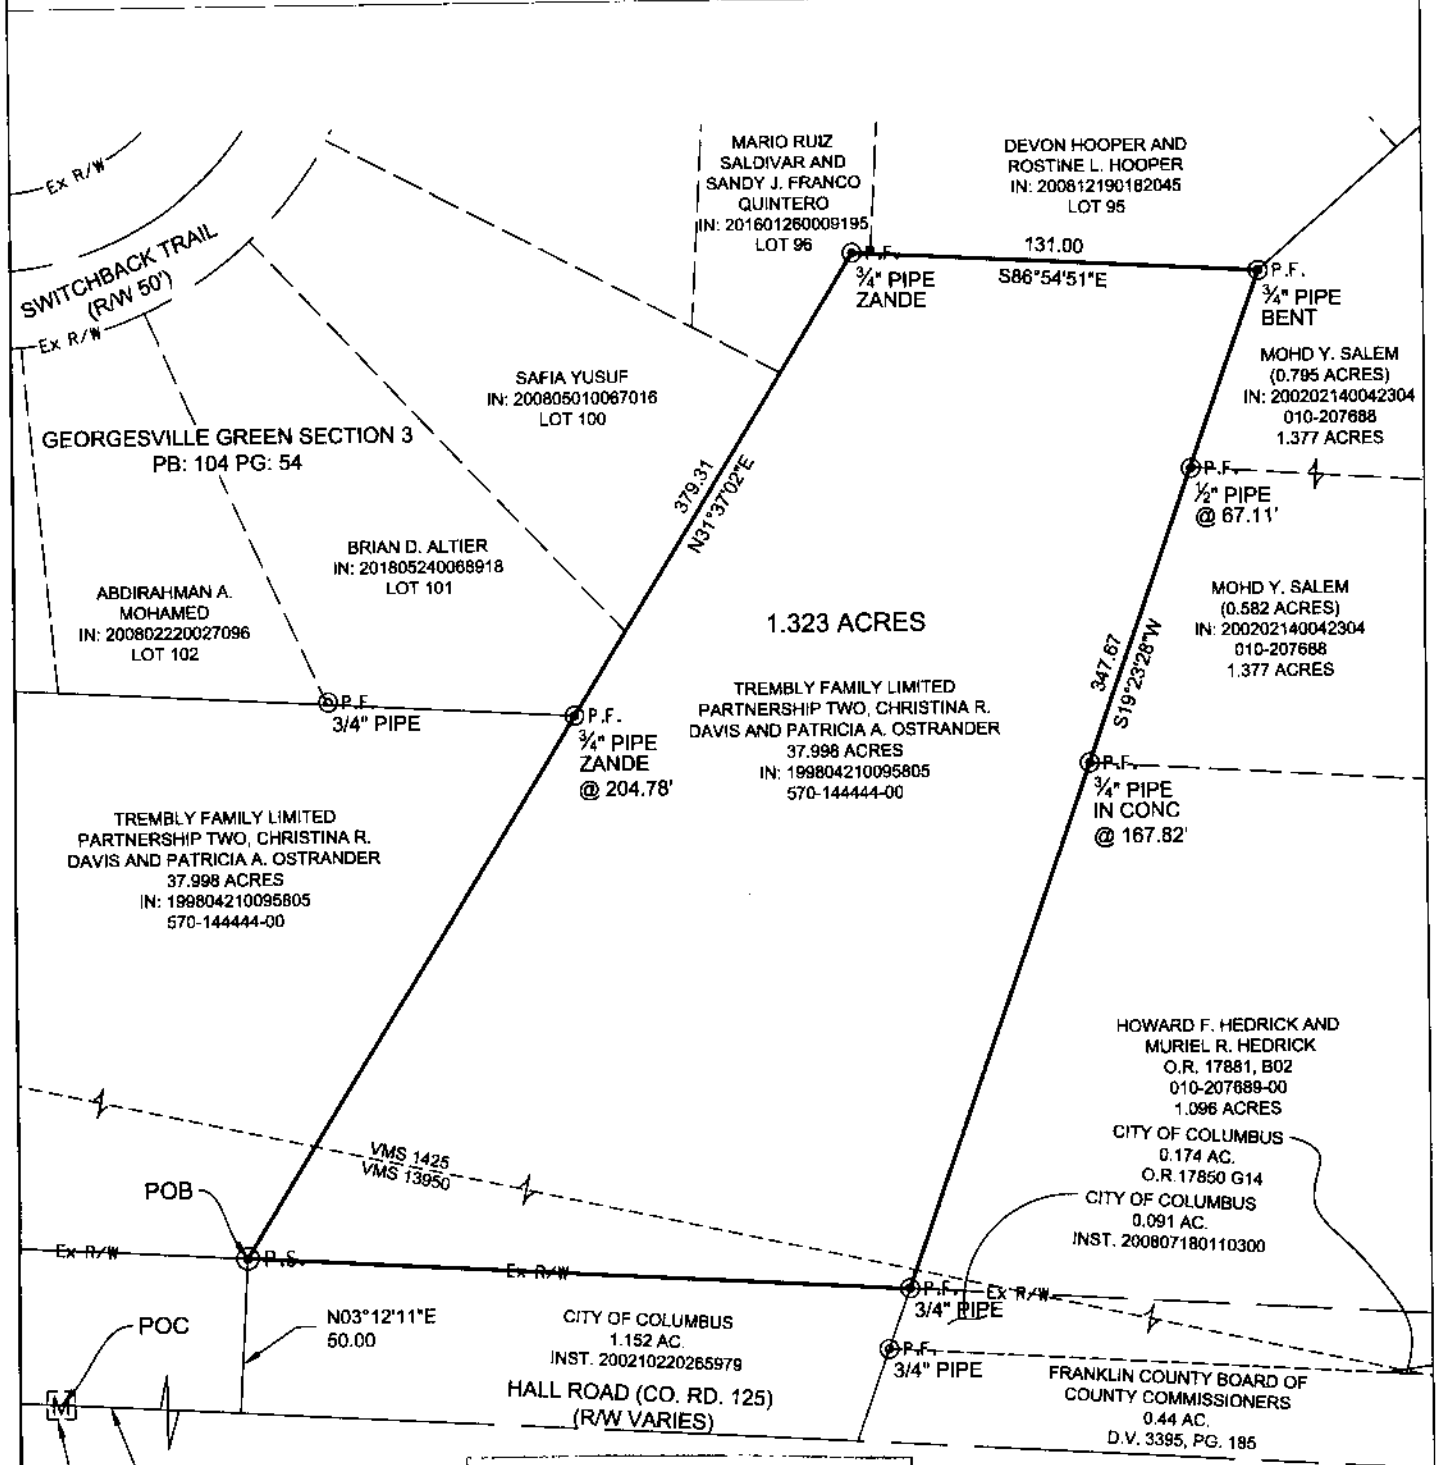 MARIO RUIZ
SALDIVAR AND
SANDY J. FRANCO
QUINTERO
IN: 201601260009195
LOT 96
DEVON HOOPER AND
ROSTINE L. HOOPER
IN: 200812190182045
LOT 95
Ex R/W
SWITCHBACK TRAIL
(R/W 50')
Ex R/W
P.F.
3/4" PIPE
ZANDE
131.00
S86°54'51"E
P.F.
3/4" PIPE
BENT
MOHD Y. SALEM
(0.795 ACRES)
IN: 200202140042304
010-207688
1.377 ACRES
SAFIA YUSUF
IN: 200805010067016
LOT 100
GEORGESVILLE GREEN SECTION 3
PB: 104 PG: 54
379.31
N31°37'02"E
P.F.
1/2" PIPE
@ 67.11'
BRIAN D. ALTIER
IN: 201805240068918
LOT 101
ABDIRAHMAN A.
MOHAMED
IN: 200802220027096
LOT 102
1.323 ACRES
MOHD Y. SALEM
(0.582 ACRES)
IN: 200202140042304
010-207688
1.377 ACRES
347.67
S19°23'28"W
P.F.
3/4" PIPE
P.F.
3/4" PIPE
ZANDE
@ 204.78'
TREMBLY FAMILY LIMITED
PARTNERSHIP TWO, CHRISTINA R.
DAVIS AND PATRICIA A. OSTRANDER
37.998 ACRES
IN: 199804210095805
570-144444-00
P.F.
3/4" PIPE
IN CONC
@ 167.82'
TREMBLY FAMILY LIMITED
PARTNERSHIP TWO, CHRISTINA R.
DAVIS AND PATRICIA A. OSTRANDER
37.998 ACRES
IN: 199804210095805
570-144444-00
HOWARD F. HEDRICK AND
MURIEL R. HEDRICK
O.R. 17881, B02
010-207689-00
1.096 ACRES
CITY OF COLUMBUS
0.174 AC.
O.R.17850 G14
CITY OF COLUMBUS
0.091 AC.
INST. 200807180110300
VMS 1425
VMS 13950
POB
Ex R/W
P.S.
Ex R/W
P.F.
Ex R/W
3/4" PIPE
POC
N03°12'11"E
50.00
CITY OF COLUMBUS
1.152 AC.
INST. 200210220265979
P.F.
3/4" PIPE
HALL ROAD (CO. RD. 125)
(R/W VARIES)
FRANKLIN COUNTY BOARD OF
COUNTY COMMISSIONERS
0.44 AC.
D.V. 3395, PG. 185
M